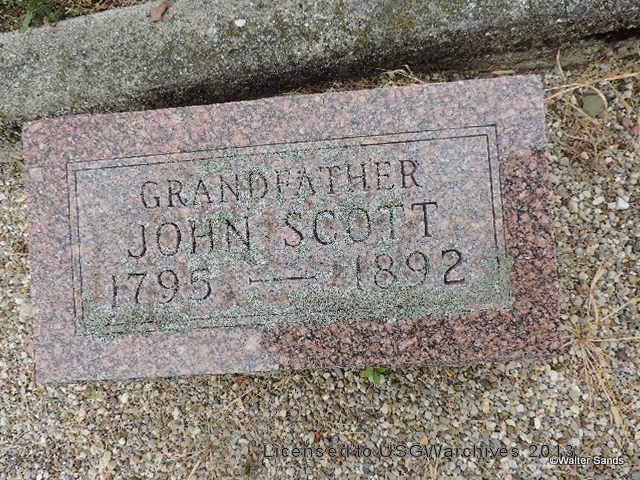 GRANDFATHER
JOHN SCOTT
1795 — 1892
Licensed to USGWarchives
©Walter Sands